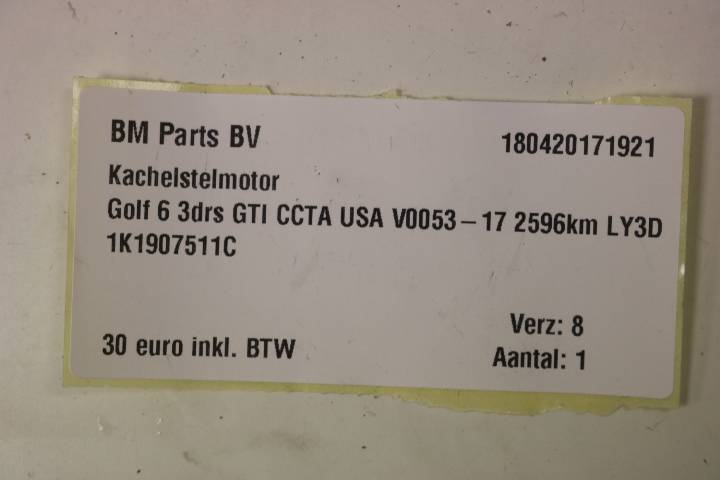 BM Parts BV 180420171921
Kachelstelmotor
Golf 6 3drs GTI CCTA USA V0053-17 2596km LY3D
1K1907511C
Verz: 8
30 euro inkl. BTW Aantal: 1